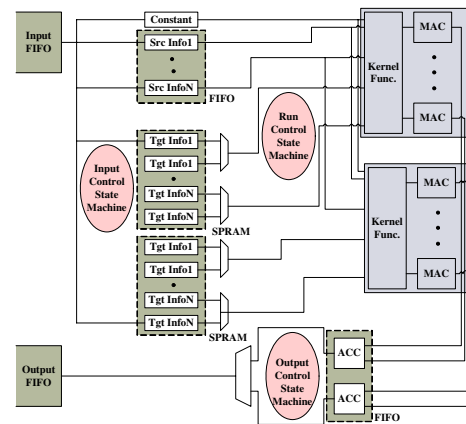 Input
FIFO
Constant
Src Info1
Src InfoN
FIFO
Kernel
Func.
MAC
MAC
Input
Control
State
Machine
Run
Control
State
Machine
Tgt Info1
Tgt Info1
Tgt InfoN
Tgt InfoN
SPRAM
Kernel
Func.
MAC
MAC
Tgt Info1
Tgt Info1
Tgt InfoN
Tgt InfoN
SPRAM
Output
FIFO
Output
Control
State
Machine
ACC
ACC
FIFO